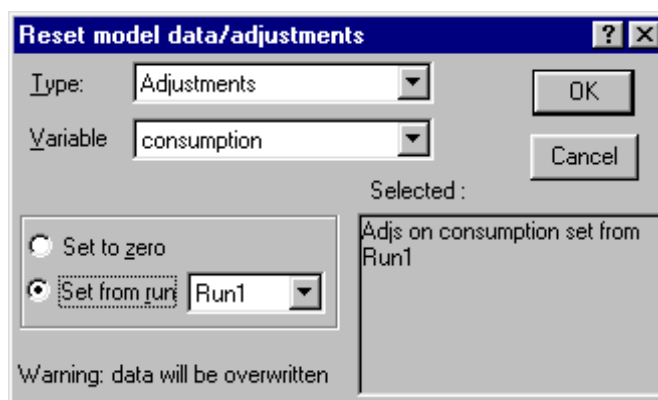 Reset model data/adjustments
Type: Adjustments
OK
Variable consumption
Cancel
Selected :
Adjs on consumption set from
Run1
Set to zero
Set from run Run1
Warning: data will be overwritten